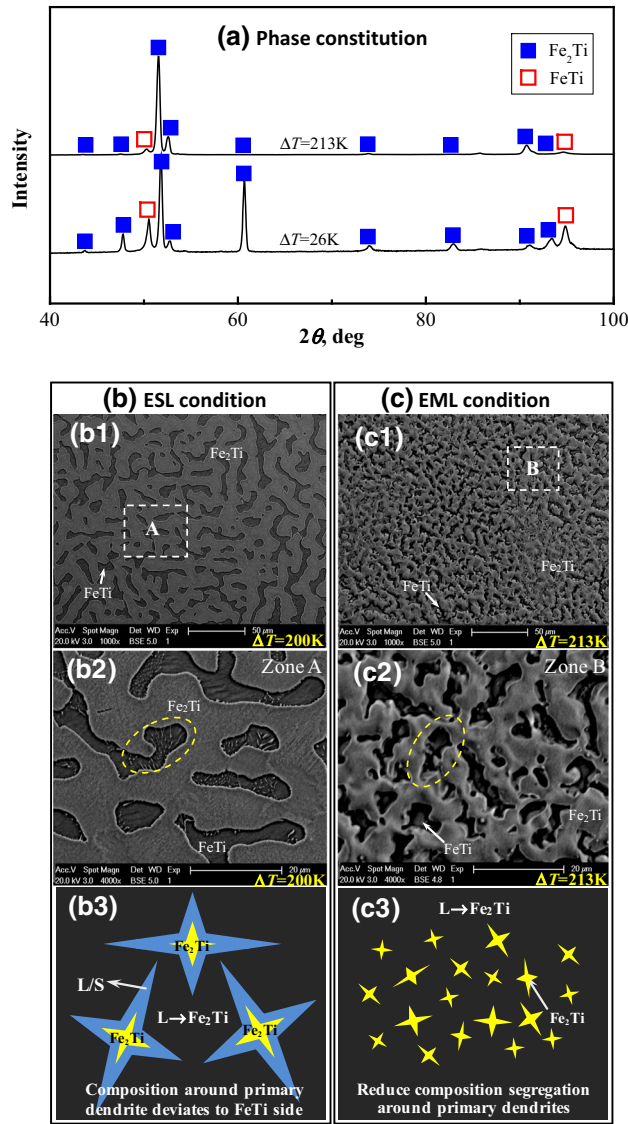 (a) Phase constitution
Fe₂Ti
FeTi
ΔT=213K
ΔT=26K
Intensity
40 60 80 100
2θ, deg
(b) ESL condition
(b1)
Fe₂Ti
A
FeTi
Acc.V Spot Magn Det WD Exp 50 μm
20.0 kV 3.0 1000x BSE 5.0 1
ΔT=200K
(b2)
Zone A
Fe₂Ti
FeTi
Acc.V Spot Magn Det WD Exp 20 μm
20.0 kV 3.0 4000x BSE 5.0 1
ΔT=200K
(b3)
Fe₂Ti
L/S
L→Fe₂Ti
Fe₂Ti
Fe₂Ti
Composition around primary
dendrite deviates to FeTi side
(c) EML condition
(c1)
B
Fe₂Ti
FeTi
Acc.V Spot Magn Det WD Exp 50 μm
20.0 kV 3.0 1000x BSE 5.0 1
ΔT=213K
(c2)
Zone B
Fe₂Ti
FeTi
Acc.V Spot Magn Det WD Exp 20 μm
20.0 kV 3.0 4000x BSE 4.8 1
ΔT=213K
(c3)
L→Fe₂Ti
Fe₂Ti
Reduce composition segregation
around primary dendrites